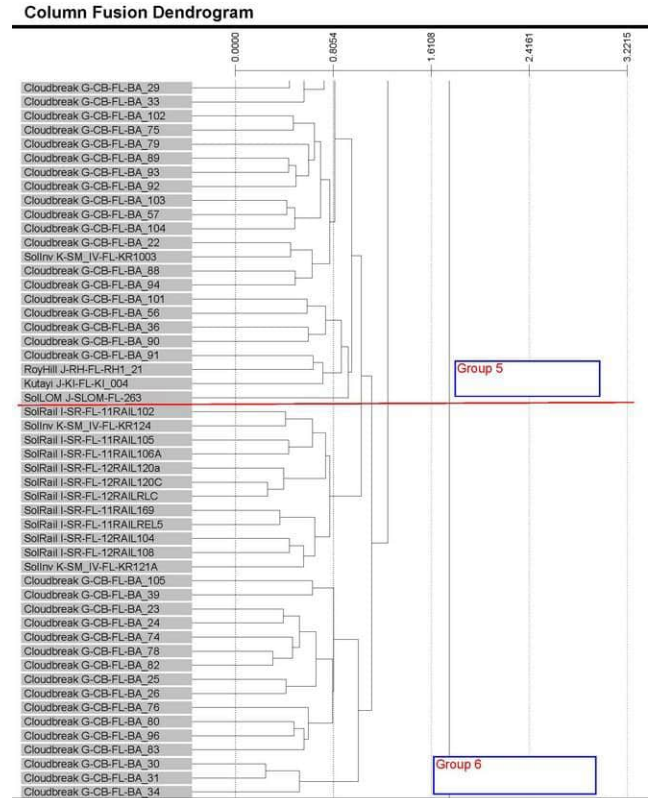 Column Fusion Dendrogram
0.0000
0.8054
1.6108
2.4161
3.2215
Cloudbreak G-CB-FL-BA_29
Cloudbreak G-CB-FL-BA_33
Cloudbreak G-CB-FL-BA_102
Cloudbreak G-CB-FL-BA_75
Cloudbreak G-CB-FL-BA_79
Cloudbreak G-CB-FL-BA_89
Cloudbreak G-CB-FL-BA_93
Cloudbreak G-CB-FL-BA_92
Cloudbreak G-CB-FL-BA_103
Cloudbreak G-CB-FL-BA_57
Cloudbreak G-CB-FL-BA_104
Cloudbreak G-CB-FL-BA_22
SolInv K-SM_IV-FL-KR1003
Cloudbreak G-CB-FL-BA_88
Cloudbreak G-CB-FL-BA_94
Cloudbreak G-CB-FL-BA_101
Cloudbreak G-CB-FL-BA_56
Cloudbreak G-CB-FL-BA_36
Cloudbreak G-CB-FL-BA_90
Cloudbreak G-CB-FL-BA_91
RoyHill J-RH-FL-RH1_21
Kutayi J-KI-FL-KI_004
SolLOM J-SLOM-FL-263
Group 5
SolRail I-SR-FL-11RAIL102
SolInv K-SM_IV-FL-KR124
SolRail I-SR-FL-11RAIL105
SolRail I-SR-FL-11RAIL106A
SolRail I-SR-FL-12RAIL120a
SolRail I-SR-FL-12RAIL120C
SolRail I-SR-FL-12RAILRLC
SolRail I-SR-FL-11RAIL169
SolRail I-SR-FL-11RAILREL5
SolRail I-SR-FL-12RAIL104
SolRail I-SR-FL-12RAIL108
SolInv K-SM_IV-FL-KR121A
Cloudbreak G-CB-FL-BA_105
Cloudbreak G-CB-FL-BA_39
Cloudbreak G-CB-FL-BA_23
Cloudbreak G-CB-FL-BA_24
Cloudbreak G-CB-FL-BA_74
Cloudbreak G-CB-FL-BA_78
Cloudbreak G-CB-FL-BA_82
Cloudbreak G-CB-FL-BA_25
Cloudbreak G-CB-FL-BA_26
Cloudbreak G-CB-FL-BA_76
Cloudbreak G-CB-FL-BA_80
Cloudbreak G-CB-FL-BA_96
Cloudbreak G-CB-FL-BA_83
Cloudbreak G-CB-FL-BA_30
Cloudbreak G-CB-FL-BA_31
Cloudbreak G-CB-FL-BA_34
Group 6